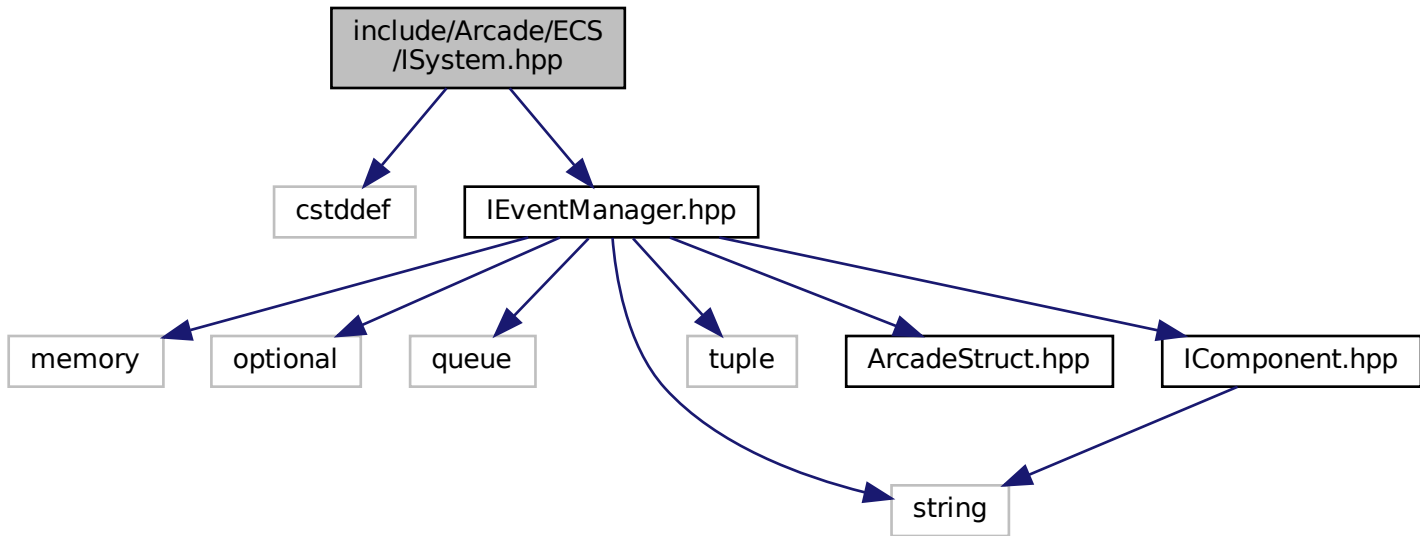 include/Arcade/ECS
/ISystem.hpp
cstddef
IEventManager.hpp
memory
optional
queue
tuple
ArcadeStruct.hpp
IComponent.hpp
string